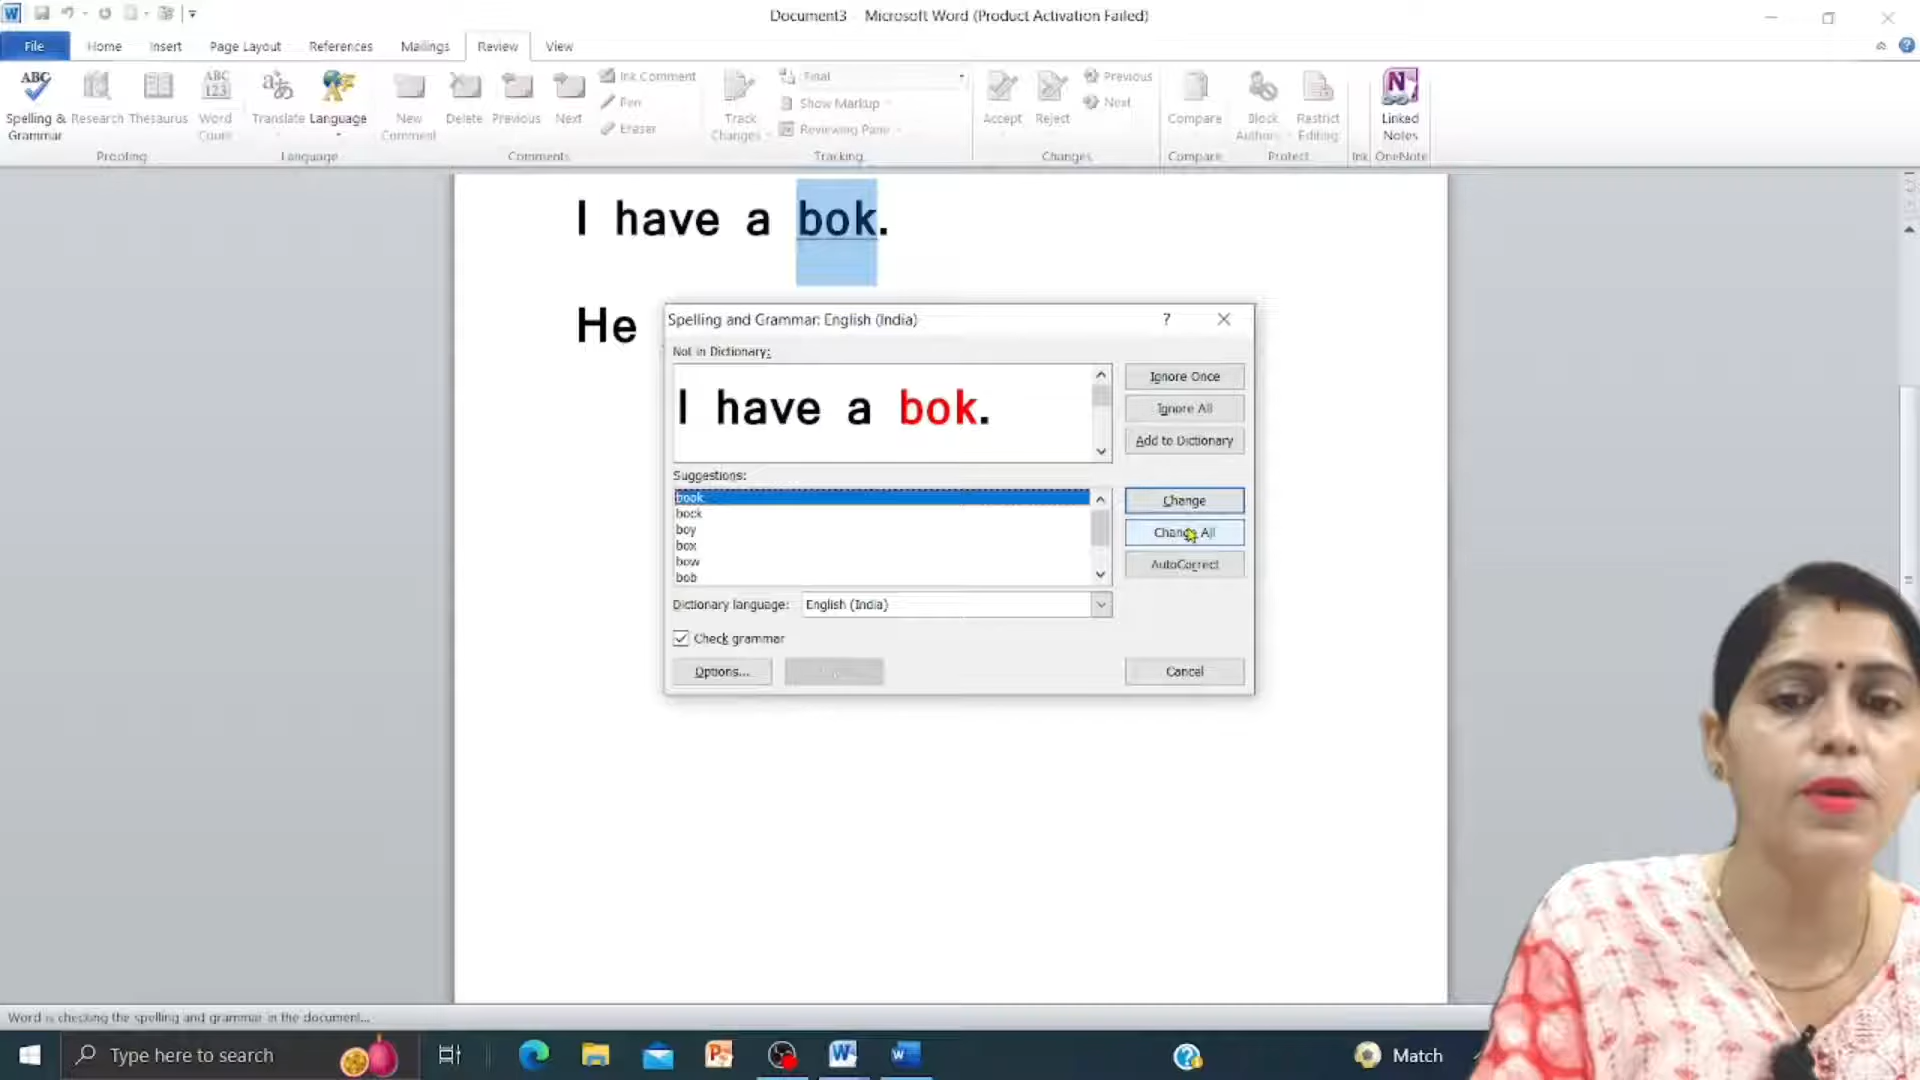 Document3 - Microsoft Word (Product Activation Failed)
File Home Insert Page Layout References Mailings Review View
ABC
Spelling & Grammar
Research
Thesaurus
ABC 123
Word Count
Translate
Language
New Comment
Delete
Previous
Next
Ink Comment
Pen
Eraser
Track Changes
Final
Show Markup
Reviewing Pane
Accept
Reject
Previous
Next
Compare
Block Authors
Restrict Editing
N
Linked Notes
Proofing Language Comments Tracking Changes Compare Protect Ink OneNote
I have a bok.
He
Spelling and Grammar: English (India)
Not in Dictionary:
I have a bok.
Ignore Once
Ignore All
Add to Dictionary
Suggestions:
book
bock
boy
box
bow
bob
Change
Change All
AutoCorrect
Dictionary language: English (India)
Check grammar
Options...
Cancel
Word is checking the spelling and grammar in the document...
Type here to search
Match